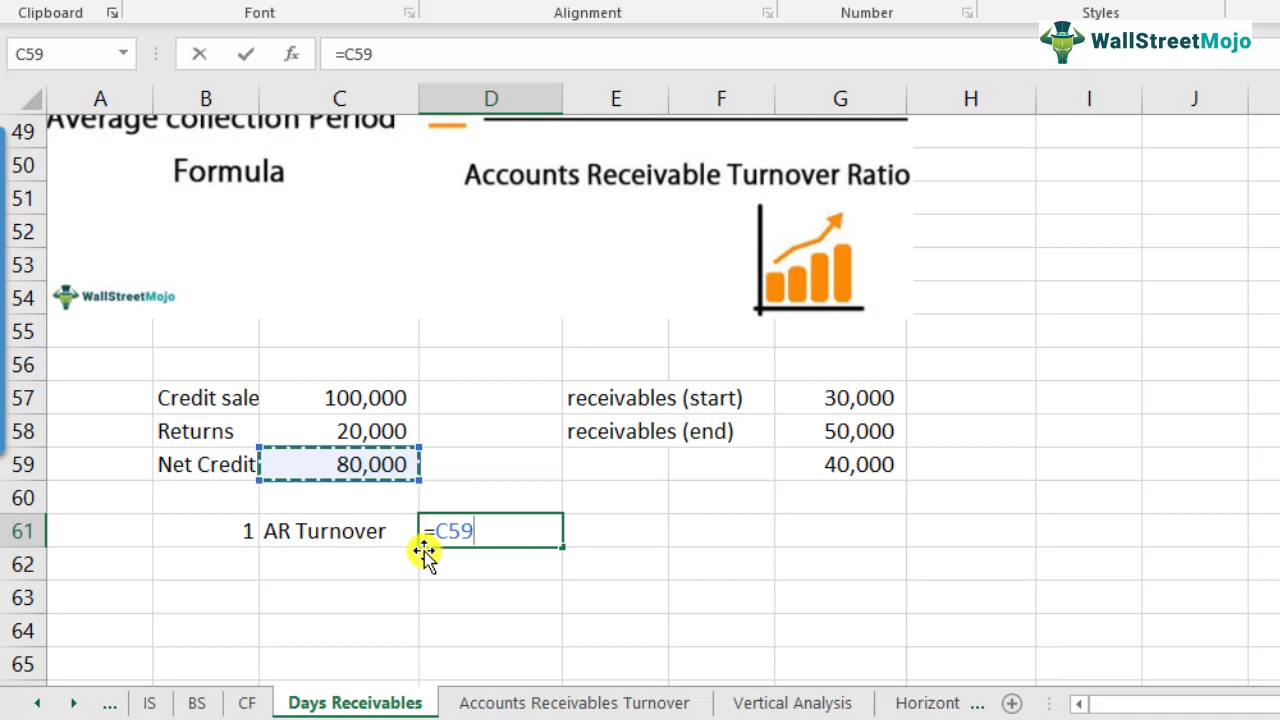 Clipboard Font Alignment Number Styles
WallStreetMojo
C59 fx =C59
A B C D E F G H I J
49 Average collection Period
50 Formula Accounts Receivable Turnover Ratio
51
52
53
54 WallStreetMojo
55
56
57 Credit sale 100,000 receivables (start) 30,000
58 Returns 20,000 receivables (end) 50,000
59 Net Credit 80,000 40,000
60
61 1 AR Turnover =C59
62
63
64
65
... IS BS CF Days Receivables Accounts Receivables Turnover Vertical Analysis Horizont ...